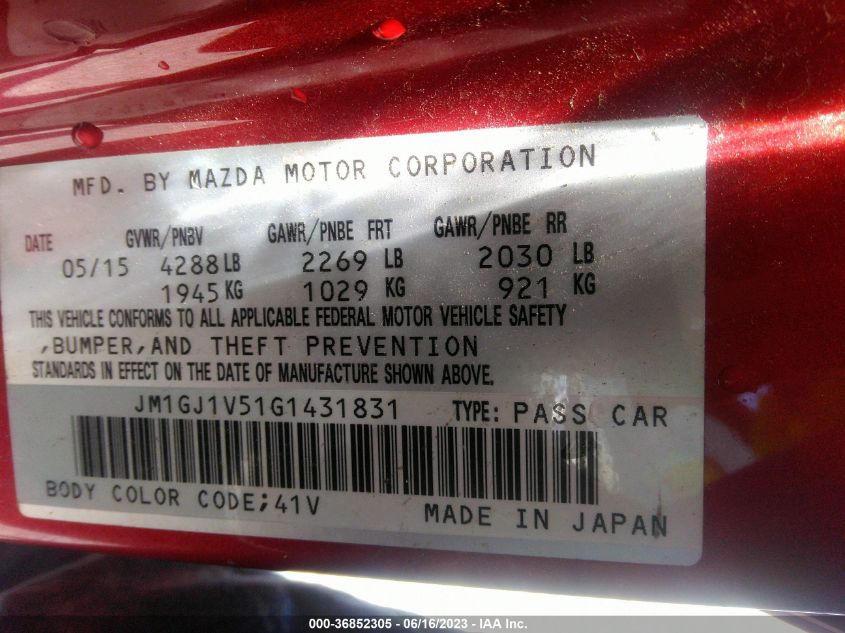 MFD. BY MAZDA MOTOR CORPORATION
DATE GVWR/PNBV GAWR/PNBE FRT GAWR/PNBE RR
05/15 4288 LB 2269 LB 2030 LB
1945 KG 1029 KG 921 KG
THIS VEHICLE CONFORMS TO ALL APPLICABLE FEDERAL MOTOR VEHICLE SAFETY
,BUMPER,AND THEFT PREVENTION
STANDARDS IN EFFECT ON THE DATE OF MANUFACTURE SHOWN ABOVE.
JM1GJ1V51G1431831 TYPE: PASS CAR
BODY COLOR CODE;41V
MADE IN JAPAN
000-36852305 - 06/16/2023 - IAA Inc.